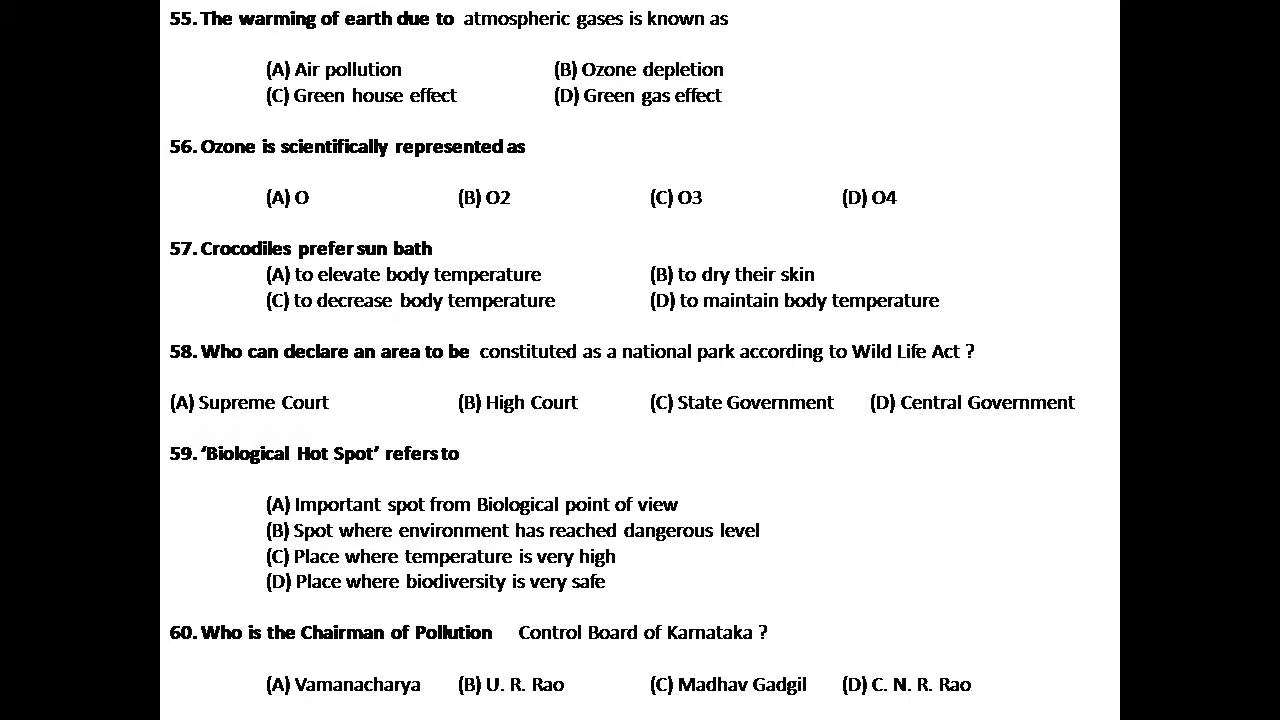 55. The warming of earth due to atmospheric gases is known as
(A) Air pollution (B) Ozone depletion
(C) Green house effect (D) Green gas effect
56. Ozone is scientifically represented as
(A) O (B) O2 (C) O3 (D) O4
57. Crocodiles prefer sun bath
(A) to elevate body temperature (B) to dry their skin
(C) to decrease body temperature (D) to maintain body temperature
58. Who can declare an area to be constituted as a national park according to Wild Life Act ?
(A) Supreme Court (B) High Court (C) State Government (D) Central Government
59. ‘Biological Hot Spot’ refers to
(A) Important spot from Biological point of view
(B) Spot where environment has reached dangerous level
(C) Place where temperature is very high
(D) Place where biodiversity is very safe
60. Who is the Chairman of Pollution Control Board of Karnataka ?
(A) Vamanacharya (B) U. R. Rao (C) Madhav Gadgil (D) C. N. R. Rao